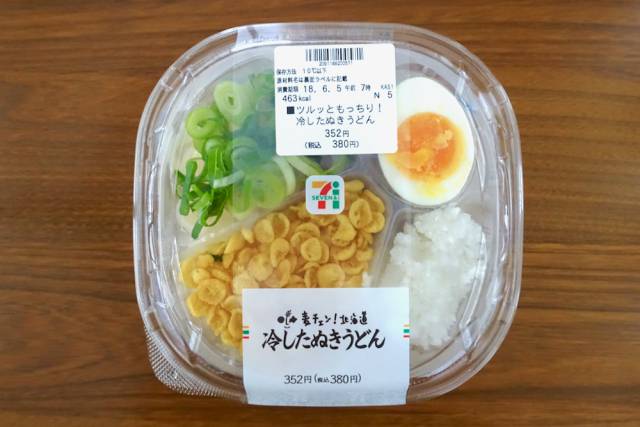 保存方法 10℃以下
原材料名は裏面ラベルに記載
消費期限 18. 6. 5 午前 7時 KAS1
463kcal N 5
■ツルッともっちり!
冷したぬきうどん
352円
(税込 380円)
7i
SEVEN&i
麦チェン!北海道
冷したぬきうどん
352円(税込380円)